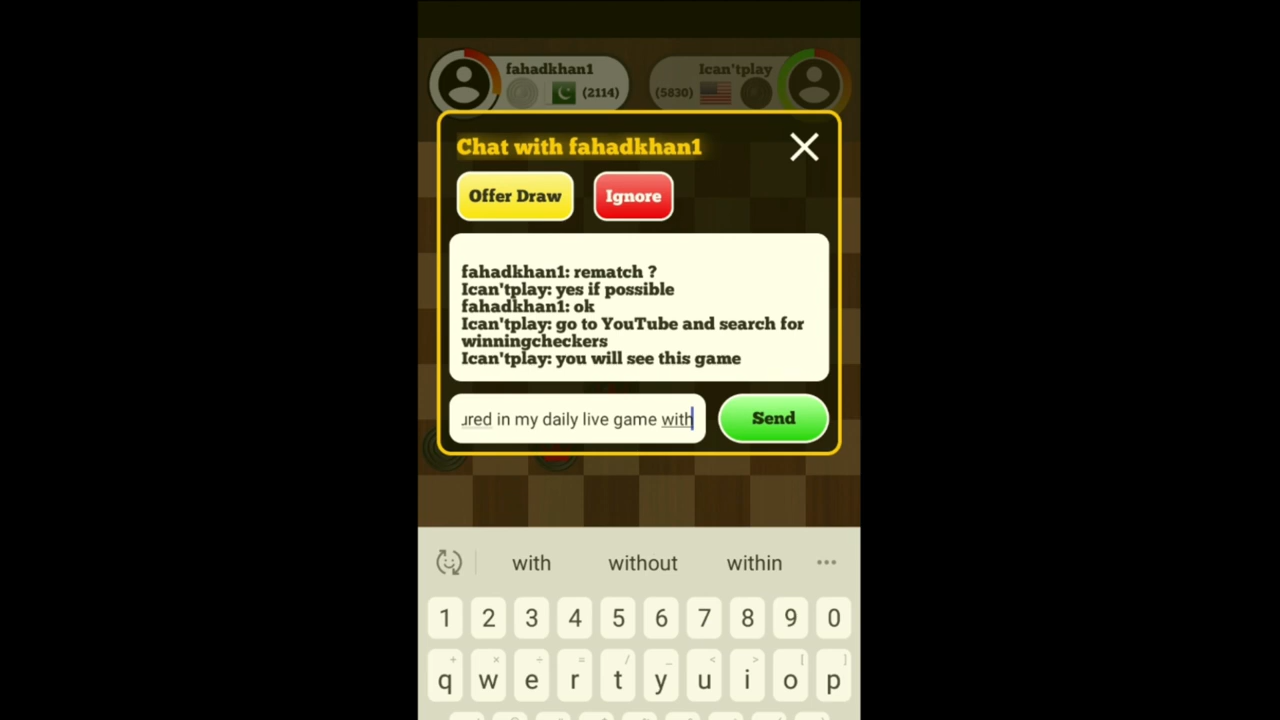 fahadkhan1
(2114)
Ican'tplay
(5830)
Chat with fahadkhan1
Offer Draw
Ignore
fahadkhan1: rematch ?
Ican'tplay: yes if possible
fahadkhan1: ok
Ican'tplay: go to YouTube and search for
winningcheckers
Ican'tplay: you will see this game
ured in my daily live game with
Send
with without within
1 2 3 4 5 6 7 8 9 0
+ × ÷ = / _ < > [ ]
q w e r t y u i o p